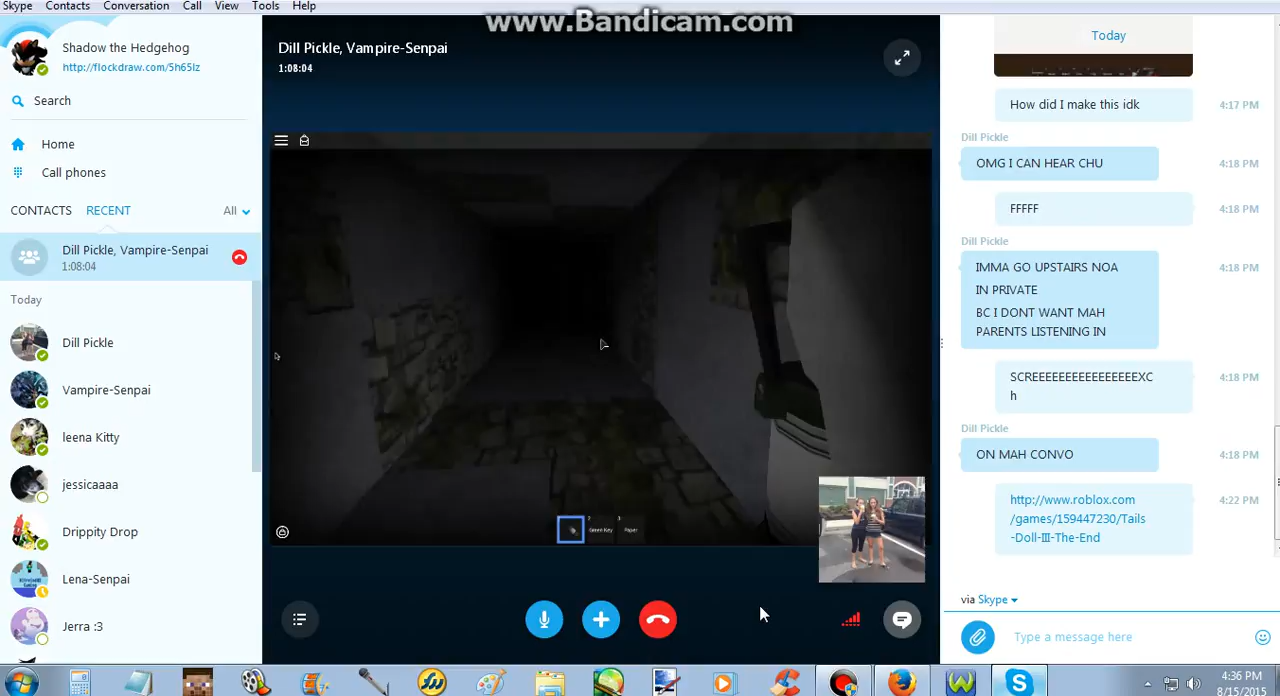 www.Bandicam.com
Skype Contacts Conversation Call View Tools Help
Shadow the Hedgehog
http://flockdraw.com/5h65lz
Search
Home
Call phones
CONTACTS RECENT All
Dill Pickle, Vampire-Senpai
1:08:04
Today
Dill Pickle
Vampire-Senpai
leena Kitty
jessicaaaa
Drippity Drop
Lena-Senpai
Jerra :3
Dill Pickle, Vampire-Senpai
1:08:04
2
3
Green Key
Paper
Today
How did I make this idk 4:17 PM
Dill Pickle
OMG I CAN HEAR CHU 4:18 PM
FFFFF 4:18 PM
Dill Pickle
IMMA GO UPSTAIRS NOA 4:18 PM
IN PRIVATE
BC I DONT WANT MAH
PARENTS LISTENING IN
SCREEEEEEEEEEEEEEEEXC 4:18 PM
h
Dill Pickle
ON MAH CONVO 4:18 PM
http://www.roblox.com 4:22 PM
/games/159447230/Tails
-Doll-III-The-End
via Skype
Type a message here
4:36 PM
8/15/2015